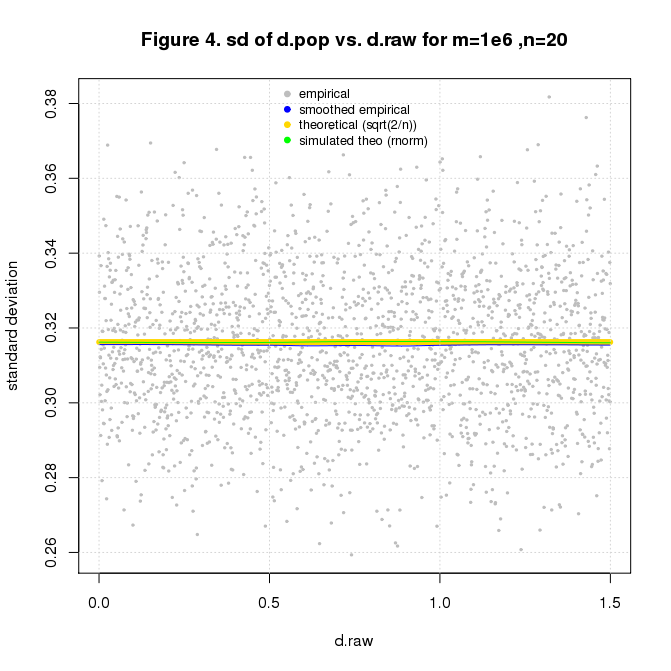 Figure 4. sd of d.pop vs. d.raw for m=1e6 ,n=20
empirical
smoothed empirical
theoretical (sqrt(2/n))
simulated theo (rnorm)
standard deviation
0.38
0.36
0.34
0.32
0.30
0.28
0.26
0.0 0.5 1.0 1.5
d.raw